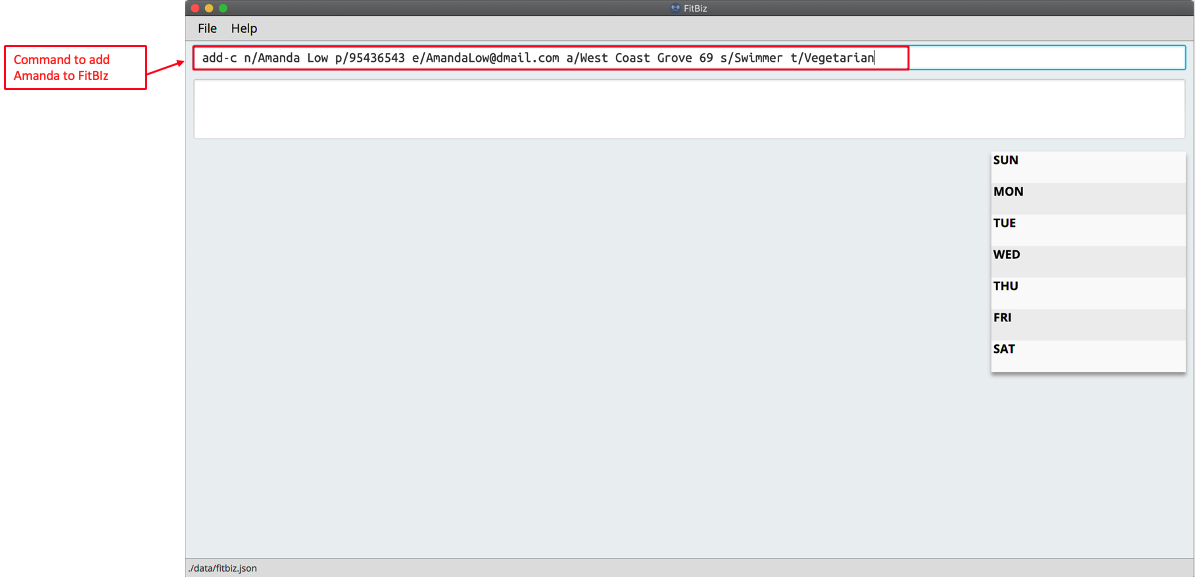 FitBiz
File Help
Command to add
Amanda to FitBIz
add-c n/Amanda Low p/95436543 e/AmandaLow@dmail.com a/West Coast Grove 69 s/Swimmer t/Vegetarian
SUN
MON
TUE
WED
THU
FRI
SAT
./data/fitbiz.json